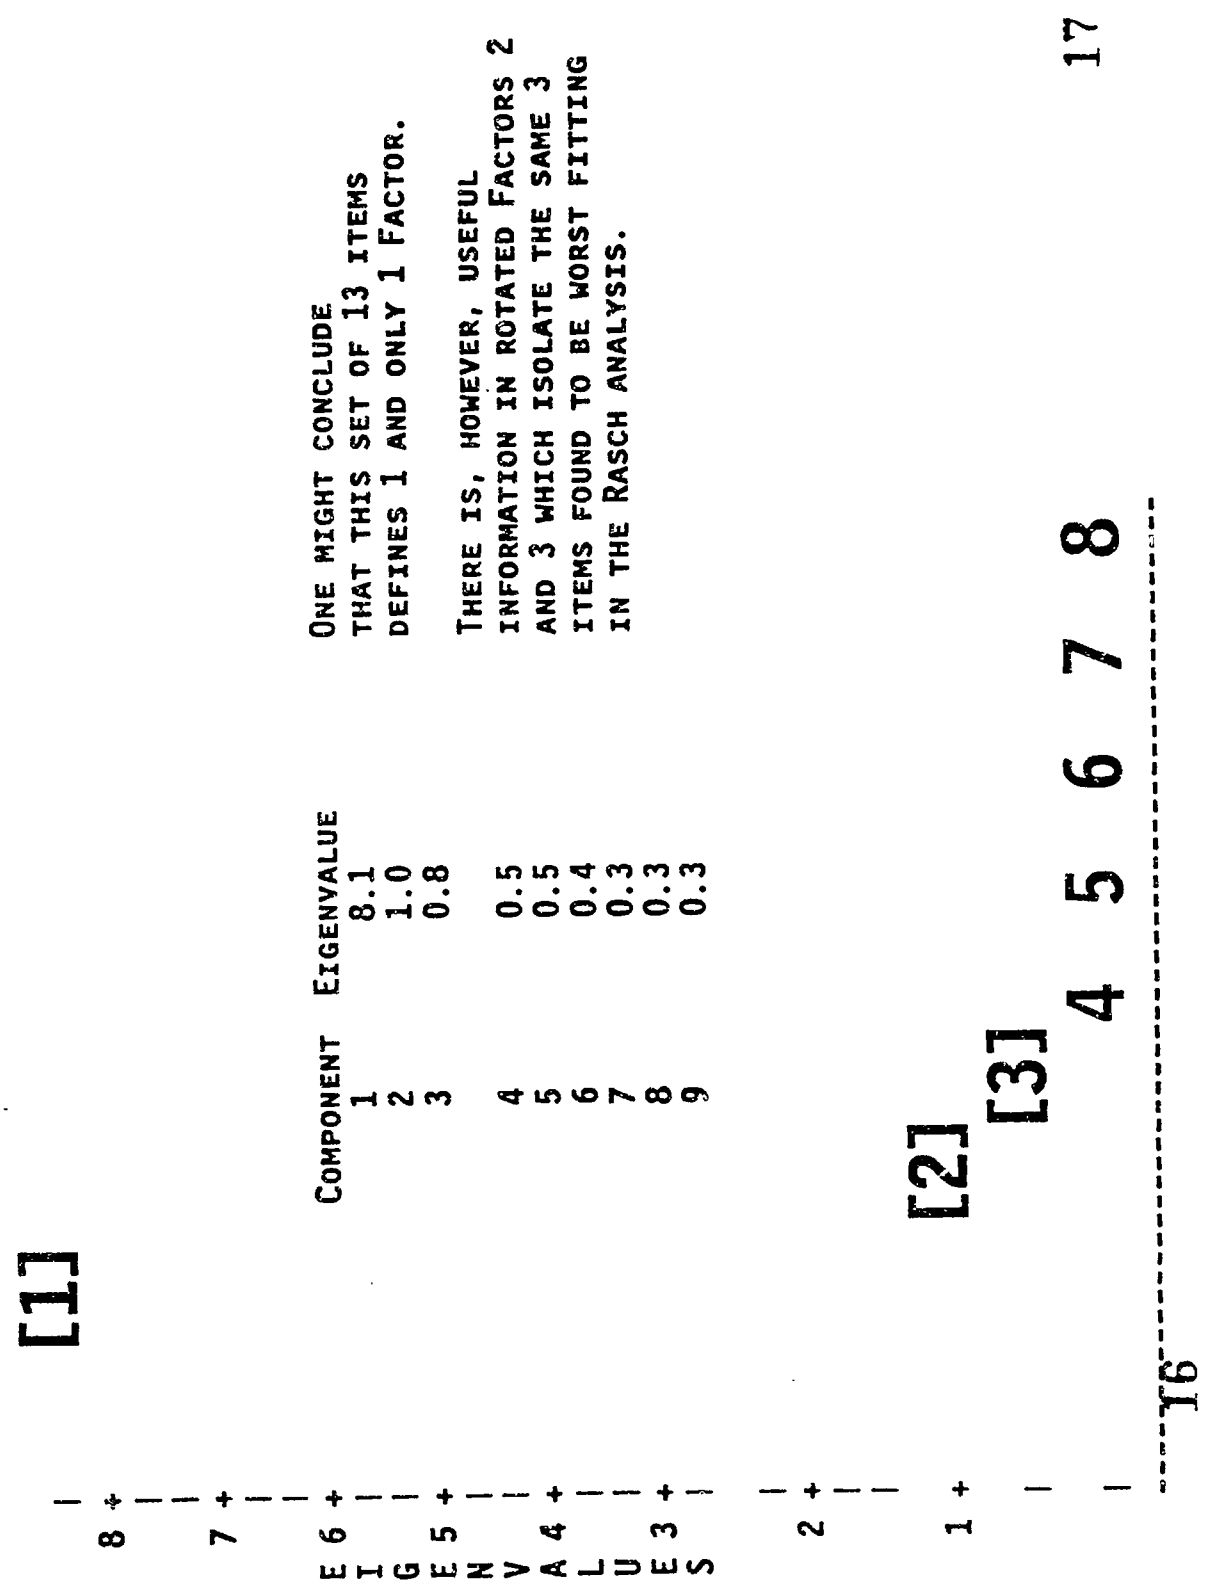 [1]
8
7
6
5
4
3
2
1
EIGENVALUES
COMPONENT EIGENVALUE
1 8.1
2 1.0
3 0.8
4 0.5
5 0.5
6 0.4
7 0.3
8 0.3
9 0.3
ONE MIGHT CONCLUDE
THAT THIS SET OF 13 ITEMS
DEFINES 1 AND ONLY 1 FACTOR.
THERE IS, HOWEVER, USEFUL
INFORMATION IN ROTATED FACTORS 2
AND 3 WHICH ISOLATE THE SAME 3
ITEMS FOUND TO BE WORST FITTING
IN THE RASCH ANALYSIS.
[2]
[3]
4 5 6 7 8
16
17